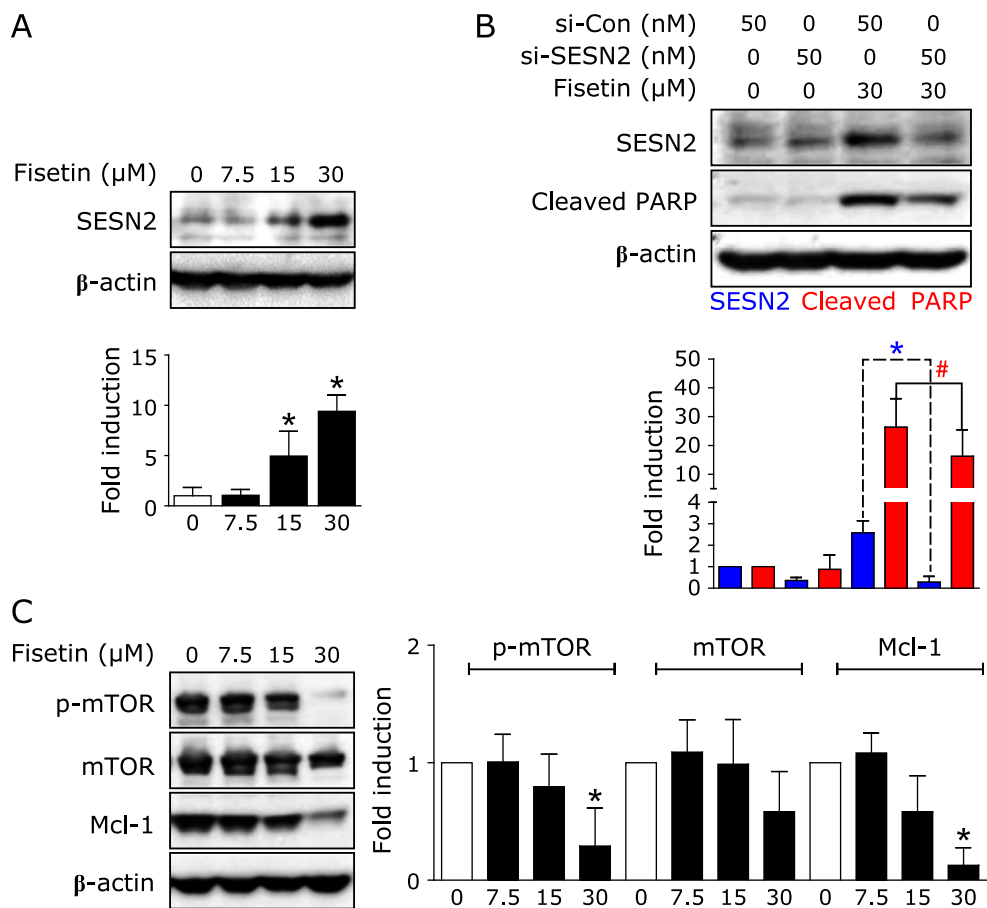 A
Fisetin (µM) 0 7.5 15 30
SESN2
β-actin
Fold induction
15
10
5
0
* *
0 7.5 15 30
B
si-Con (nM) 50 0 50 0
si-SESN2 (nM) 0 50 0 50
Fisetin (µM) 0 0 30 30
SESN2
Cleaved PARP
β-actin
SESN2 Cleaved PARP
Fold induction
50
40
30
20
10
4
3
2
1
0
* #
C
Fisetin (µM) 0 7.5 15 30
p-mTOR
mTOR
Mcl-1
β-actin
Fold induction
2
1
0
p-mTOR mTOR Mcl-1
* *
0 7.5 15 30 0 7.5 15 30 0 7.5 15 30